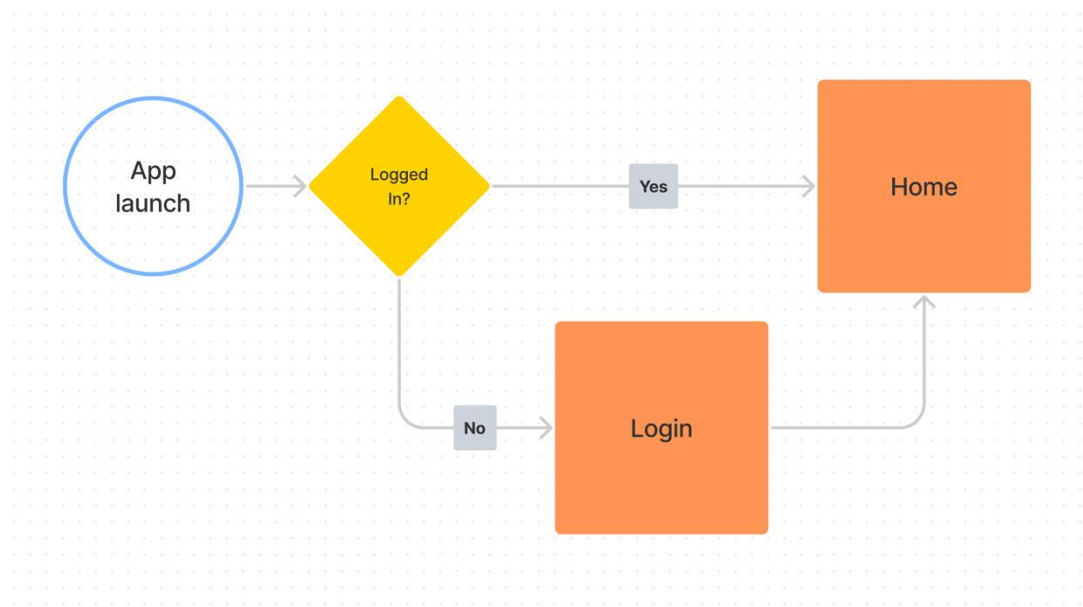 App
launch
Logged
In?
Yes
Home
No
Login